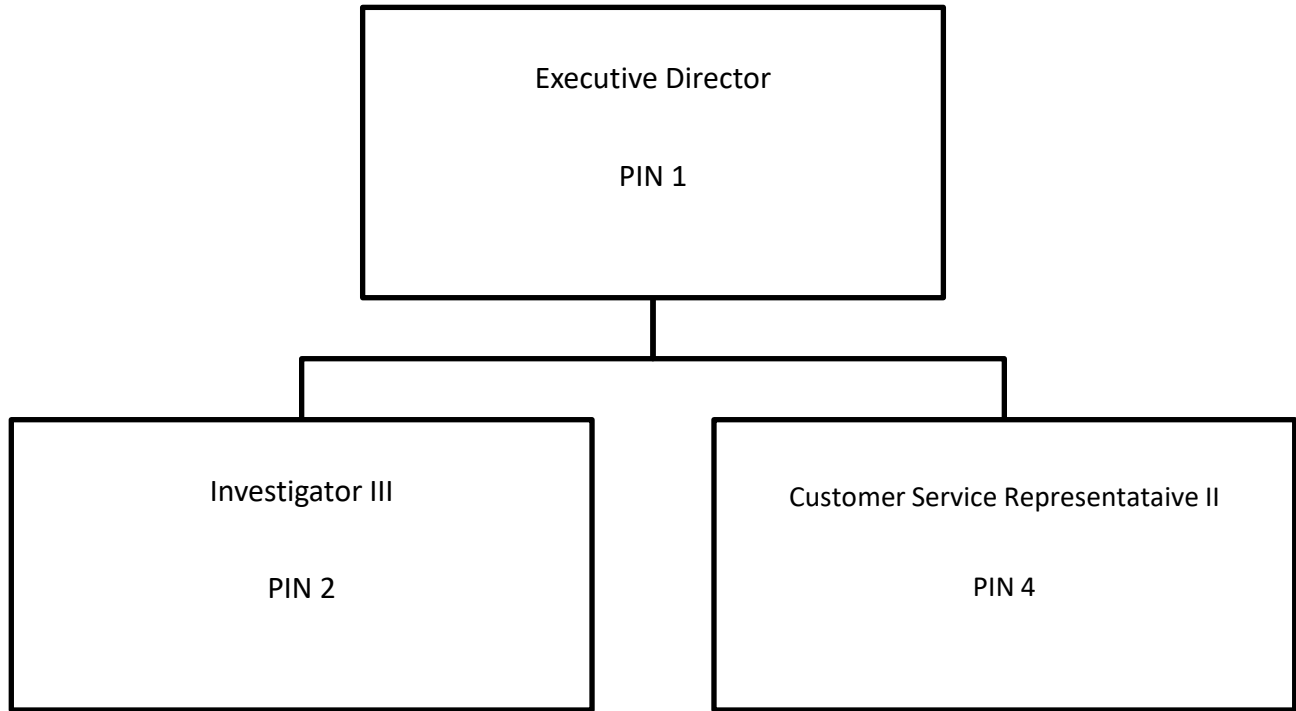 Executive Director
PIN 1
Investigator III
PIN 2
Customer Service Representataive II
PIN 4